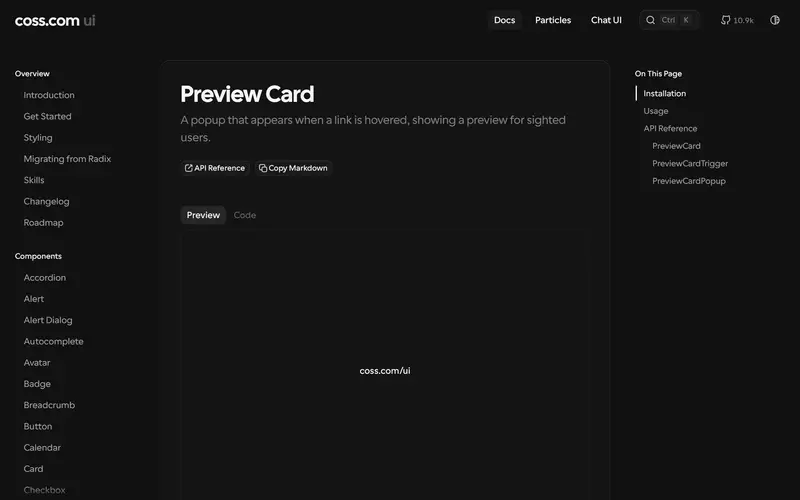 coss.com ui
Docs
Particles
Chat UI
Ctrl K
10.9k
Overview
Introduction
Get Started
Styling
Migrating from Radix
Skills
Changelog
Roadmap
Components
Accordion
Alert
Alert Dialog
Autocomplete
Avatar
Badge
Breadcrumb
Button
Calendar
Card
Checkbox
Preview Card
A popup that appears when a link is hovered, showing a preview for sighted
users.
API Reference
Copy Markdown
Preview
Code
coss.com/ui
On This Page
Installation
Usage
API Reference
PreviewCard
PreviewCardTrigger
PreviewCardPopup